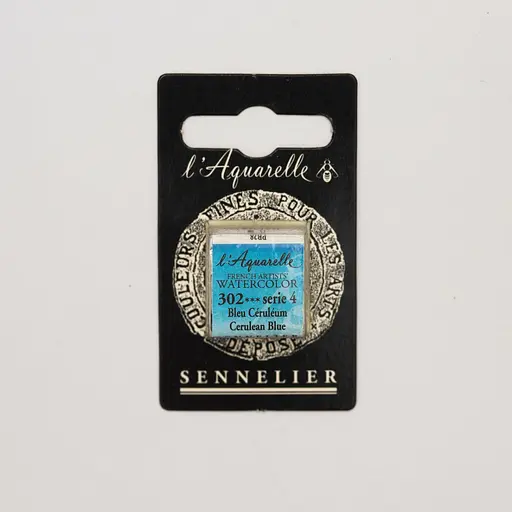 l'Aquarelle
COULEURS FINES POUR LES ARTS
l'Aquarelle
FRENCH ARTISTS'
WATERCOLOR
302 *** serie 4
Bleu Céruléum
Cerulean Blue
DÉPOSÉ
SENNELIER